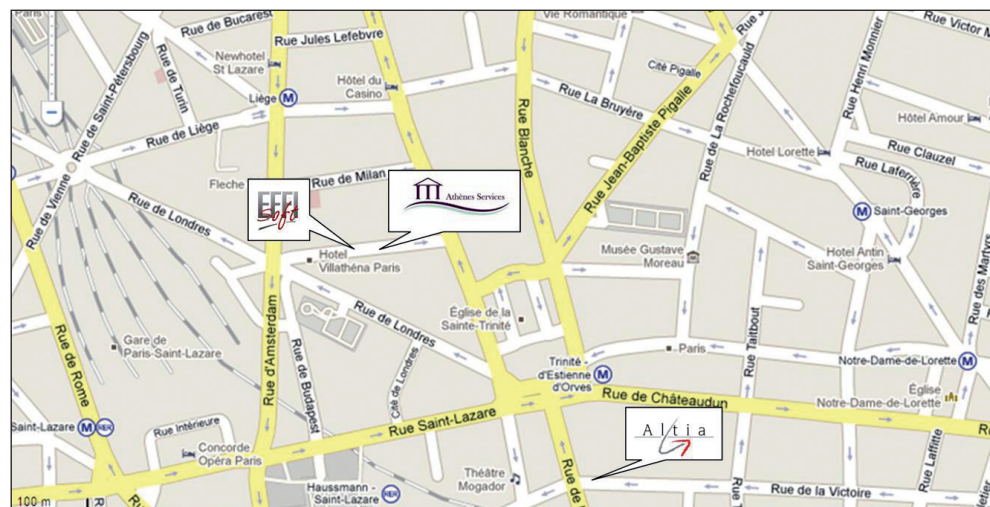 Paris
Rue de Bucarest
Rue Jules Lefebvre
Vie Romantique
Rue Victor M
Rue de Saint-Pétersbourg
Rue de Turin
Newhotel
St Lazare
Hôtel du
Casino
Cité Pigalle
Rue de La Rochefoucauld
Rue Henri Monnier
Liège M
Rue de Liège
Rue Blanche
Rue La Bruyère
Rue Jean-Baptiste Pigalle
Hôtel Amour
Hotel Lorette
Rue Clauzel
Rue Laferrière
Rue de Vienne
Fleche
Rue de Milan
EFFI
Soft
Athènes Services
M Saint-Georges
Rue de Londres
Hotel
Villathéna Paris
Musée Gustave
Moreau
Hotel Antin
Saint-Georges
Rue des Martyrs
Gare de
Paris-Saint-Lazare
Rue de Rome
Rue d'Amsterdam
Rue de Budapest
Rue de Londres
Cité de Londres
Église de la
Sainte-Trinité
Paris
Rue Taitbout
Trinité -
d'Estienne
d'Orves M
Notre-Dame-de-Lorette M
Rue de Châteaudun
Église
Notre-Dame-de-Lorette
Saint-Lazare M RER
Rue Intérieure
Rue Saint-Lazare
Altia
Concorde
Opéra Paris
Haussmann -
Saint-Lazare RER
Théâtre
Mogador
Rue de
Rue de la Victoire
Rue Laffitte
100 m